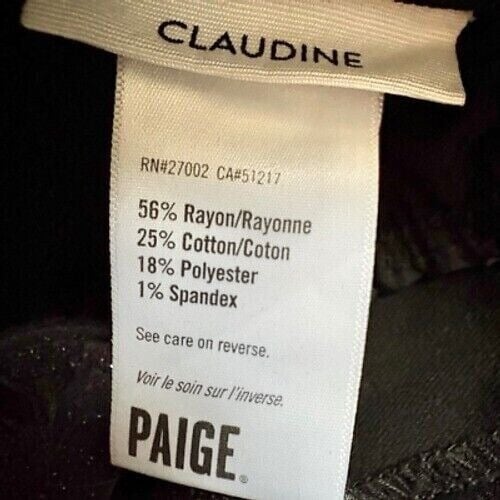 CLAUDINE
RN#27002 CA#51217
56% Rayon/Rayonne
25% Cotton/Coton
18% Polyester
1% Spandex
See care on reverse.
Voir le soin sur l'inverse.
PAIGE®